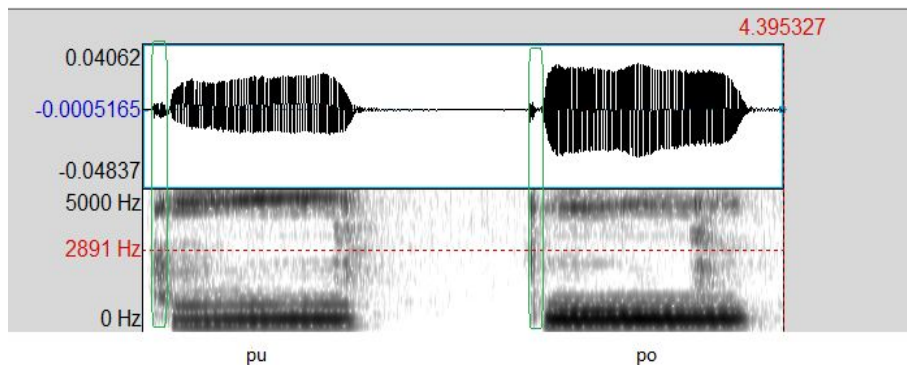 4.395327
0.04062
-0.0005165
-0.04837
5000 Hz
2891 Hz
0 Hz
pu po